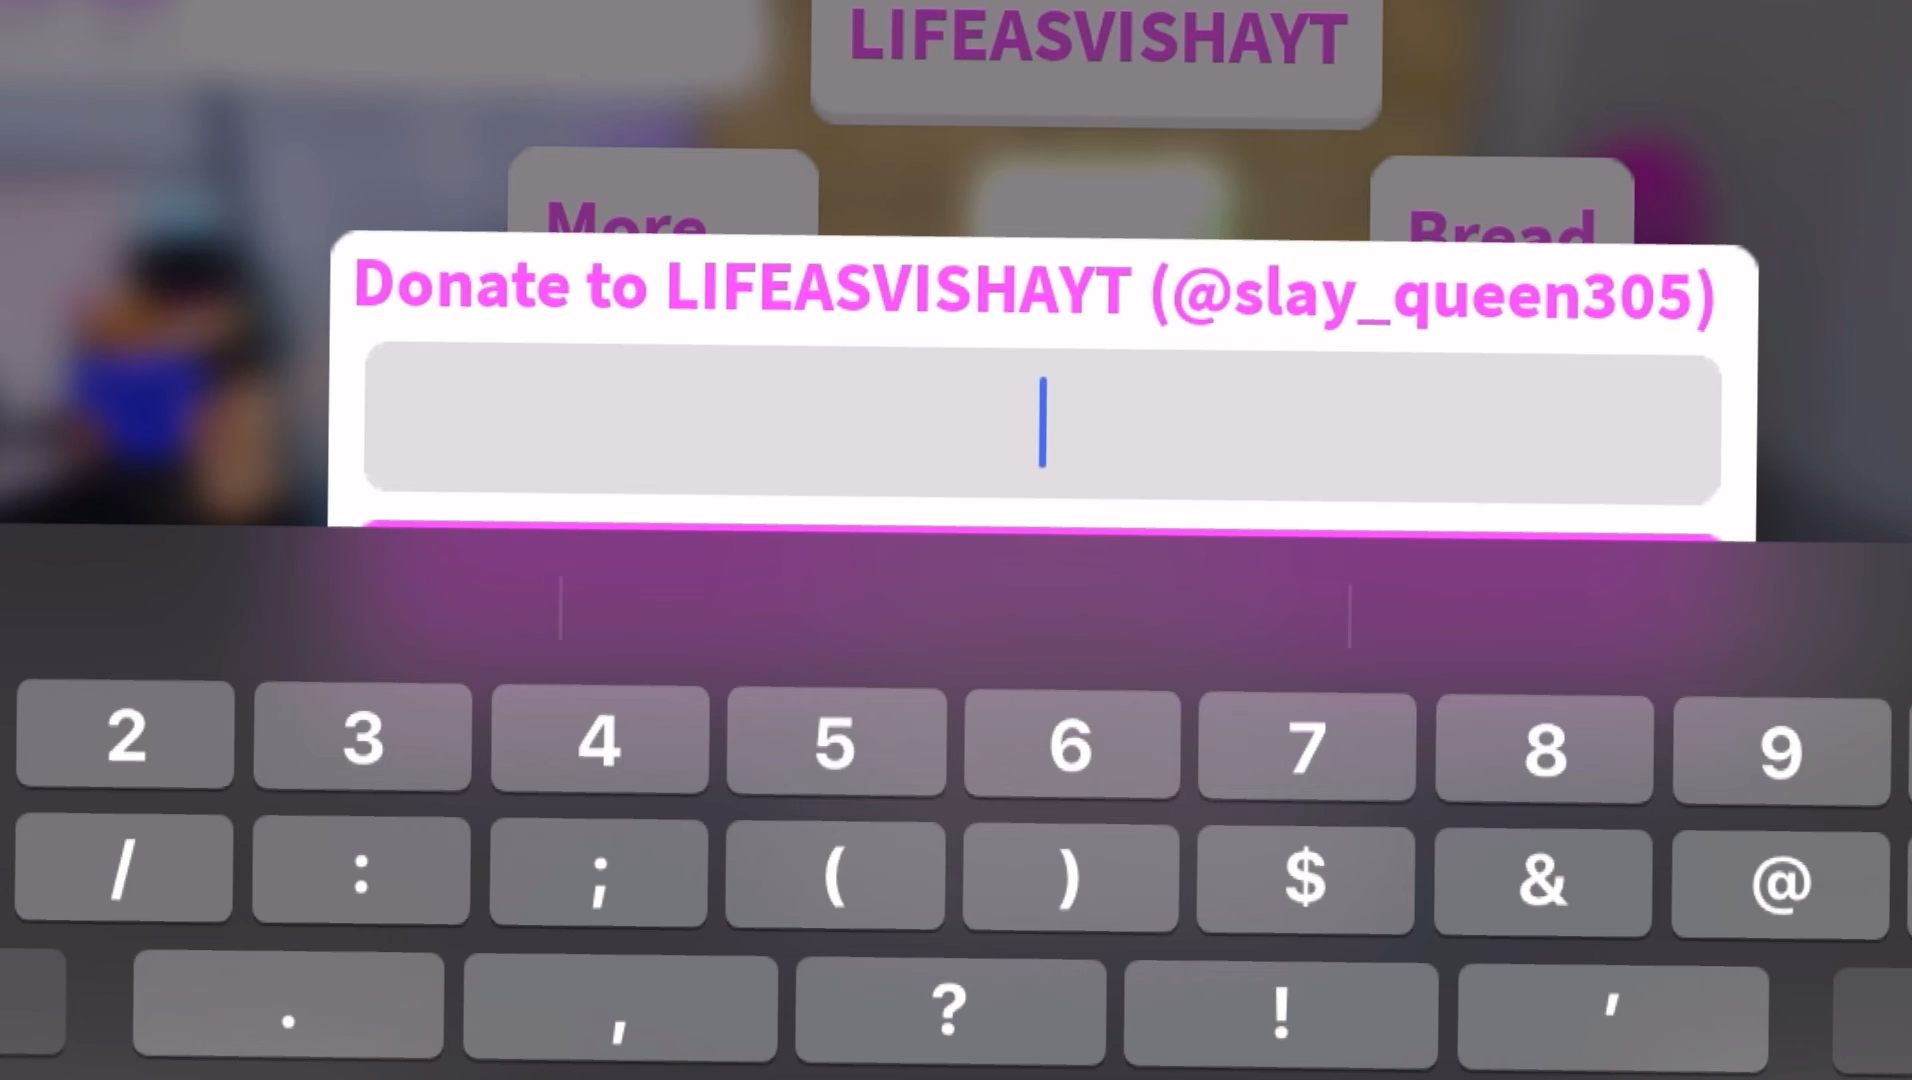 LIFEASVISHAYT
More
Bread
Donate to LIFEASVISHAYT (@slay_queen305)
2 3 4 5 6 7 8 9
/ : ; ( ) $ & @
. , ? ! ′